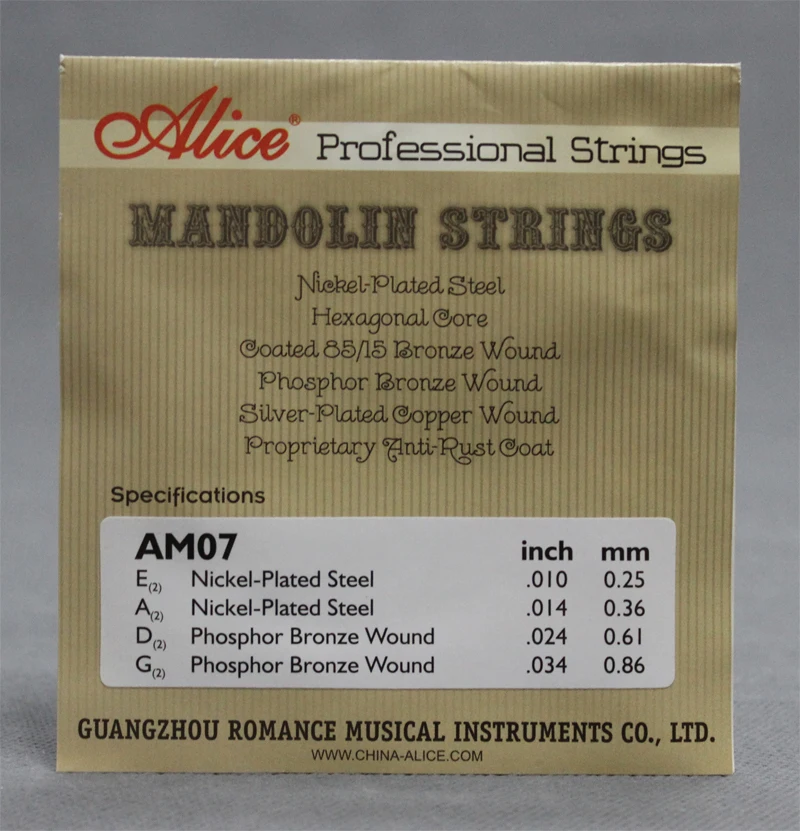 Alice® Professional Strings
MANDOLIN STRINGS
Nickel-Plated Steel
Hexagonal Core
Coated 85/15 Bronze Wound
Phosphor Bronze Wound
Silver-Plated Copper Wound
Proprietary Anti-Rust Coat
Specifications
AM07 inch mm
E(2) Nickel-Plated Steel .010 0.25
A(2) Nickel-Plated Steel .014 0.36
D(2) Phosphor Bronze Wound .024 0.61
G(2) Phosphor Bronze Wound .034 0.86
GUANGZHOU ROMANCE MUSICAL INSTRUMENTS CO., LTD.
WWW.CHINA-ALICE.COM